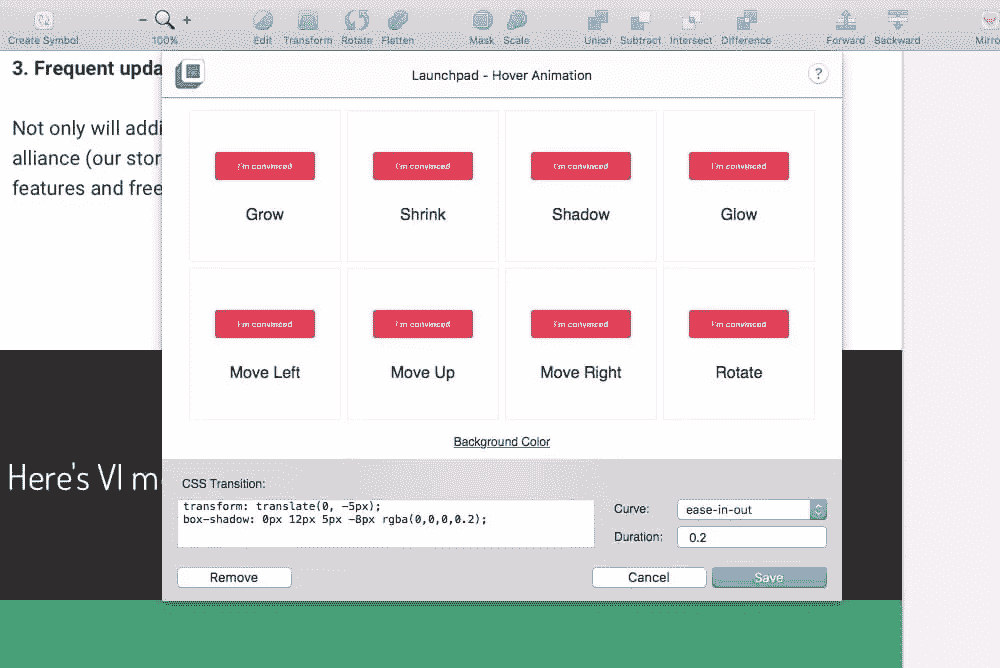 Create Symbol
− +
100%
Edit Transform Rotate Flatten Mask Scale Union Subtract Intersect Difference Forward Backward Mirro
3. Frequent upda
Launchpad - Hover Animation
?
Not only will addi
alliance (our stor
features and free
I'm convinced I'm convinced I'm convinced I'm convinced
Grow Shrink Shadow Glow
I'm convinced I'm convinced I'm convinced I'm convinced
Move Left Move Up Move Right Rotate
Background Color
Here's VI m
CSS Transition:
transform: translate(0, -5px);
box-shadow: 0px 12px 5px -8px rgba(0,0,0,0.2);
Curve: ease-in-out
Duration: 0.2
Remove Cancel Save